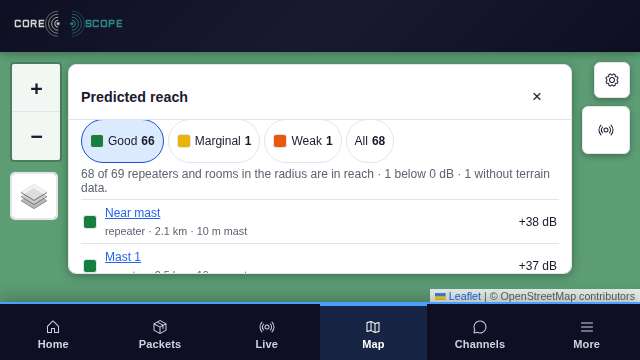 CORE SCOPE
+
−
Predicted reach
×
Good 66 Marginal 1 Weak 1 All 68
68 of 69 repeaters and rooms in the radius are in reach · 1 below 0 dB · 1 without terrain
data.
Near mast
+38 dB
repeater · 2.1 km · 10 m mast
Mast 1
+37 dB
Leaflet | © OpenStreetMap contributors
Home Packets Live Map Channels More